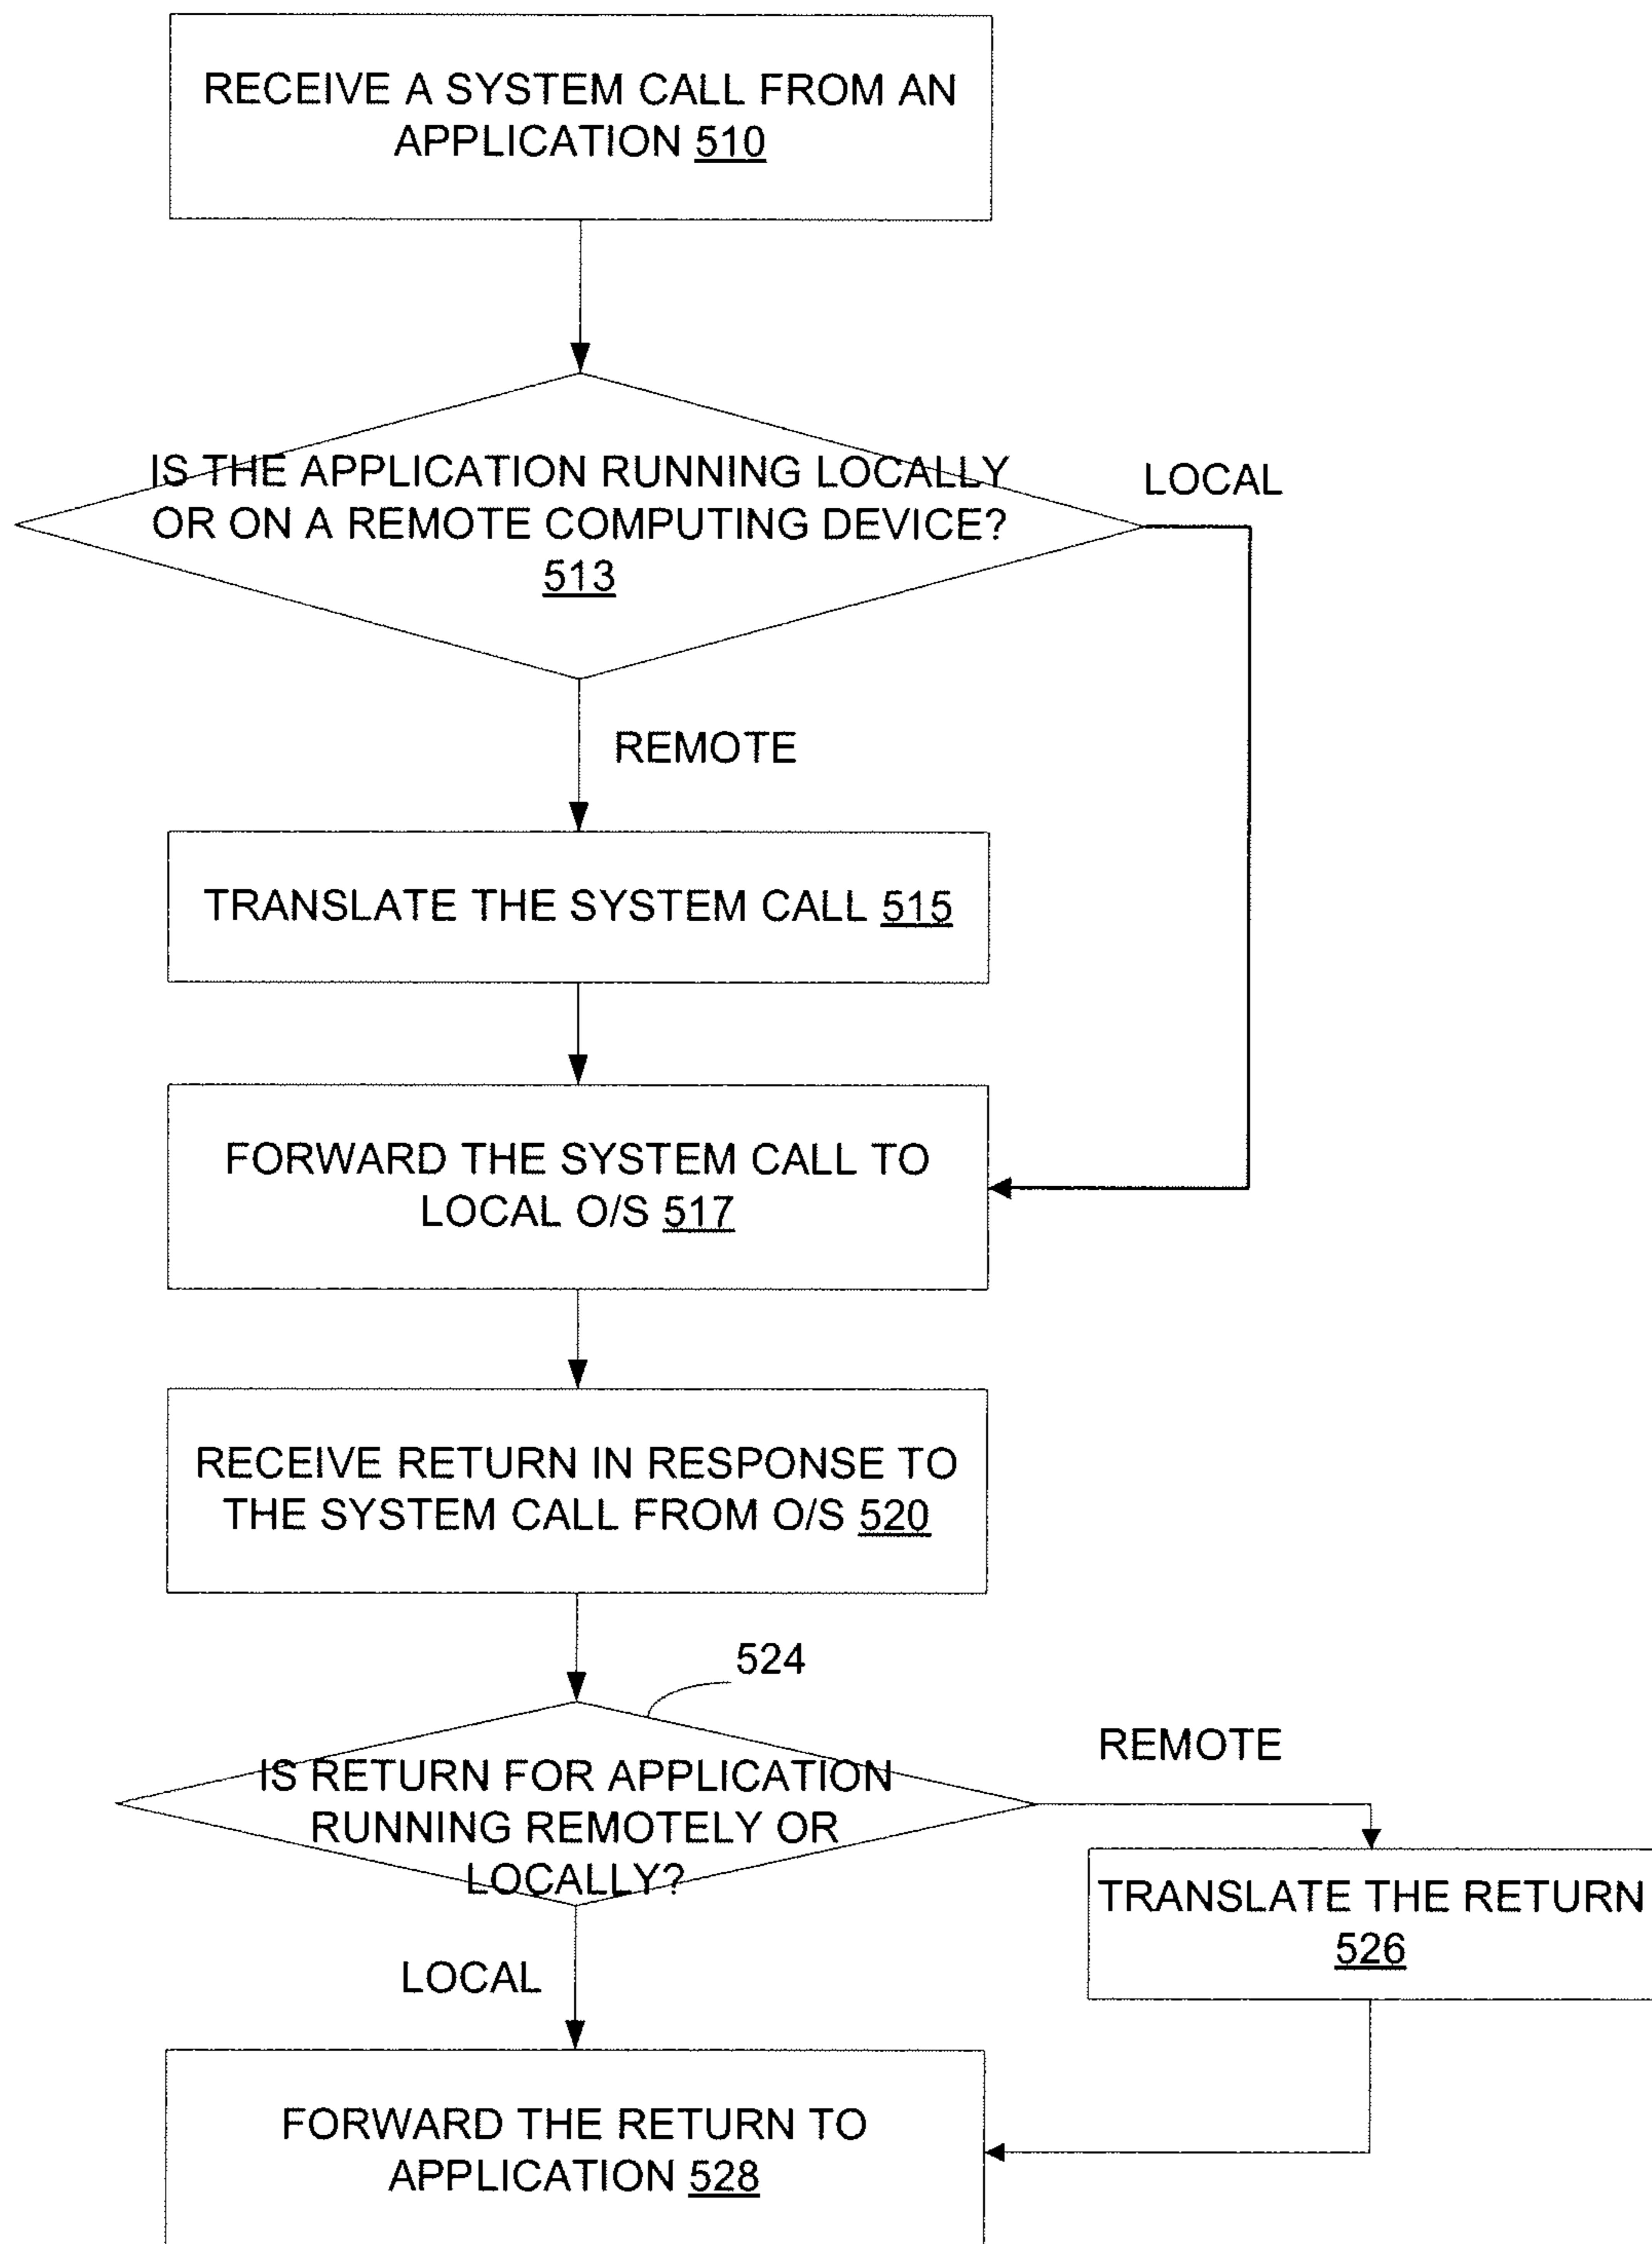 RECEIVE A SYSTEM CALL FROM AN
APPLICATION 510
IS THE APPLICATION RUNNING LOCALLY
OR ON A REMOTE COMPUTING DEVICE?
513
LOCAL
REMOTE
TRANSLATE THE SYSTEM CALL 515
FORWARD THE SYSTEM CALL TO
LOCAL O/S 517
RECEIVE RETURN IN RESPONSE TO
THE SYSTEM CALL FROM O/S 520
524
IS RETURN FOR APPLICATION
RUNNING REMOTELY OR
LOCALLY?
REMOTE
TRANSLATE THE RETURN
526
LOCAL
FORWARD THE RETURN TO
APPLICATION 528